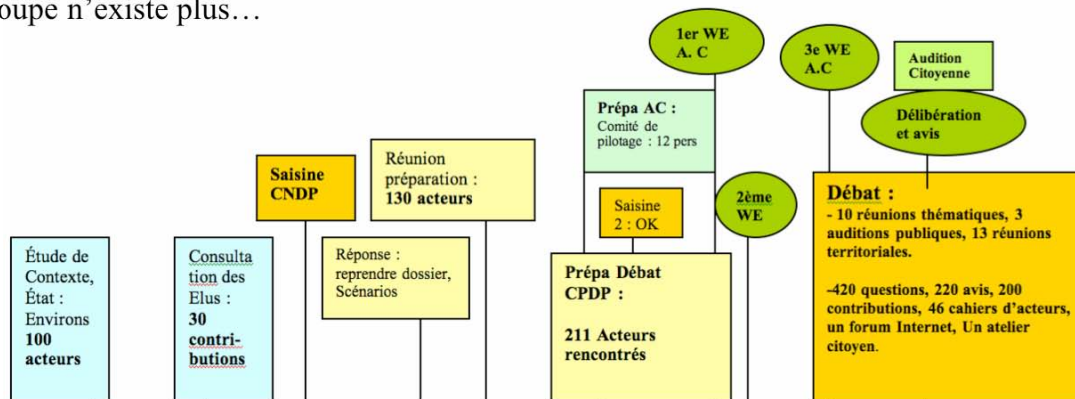 oupe n'existe plus…
1er WE
A. C
3e WE
A.C
Audition
Citoyenne
Prépa AC :
Comité de
pilotage : 12 pers
Délibération
et avis
Réunion
préparation :
130 acteurs
Saisine
CNDP
Saisine
2 : OK
2ème
WE
Débat :
- 10 réunions thématiques, 3
auditions publiques, 13 réunions
territoriales.
-420 questions, 220 avis, 200
contributions, 46 cahiers d'acteurs,
un forum Internet, Un atelier
citoyen.
Étude de
Contexte,
État :
Environs
100
acteurs
Consulta
tion des
Elus :
30
contri-
butions
Réponse :
reprendre dossier,
Scénarios
Prépa Débat
CPDP :
211 Acteurs
rencontrés